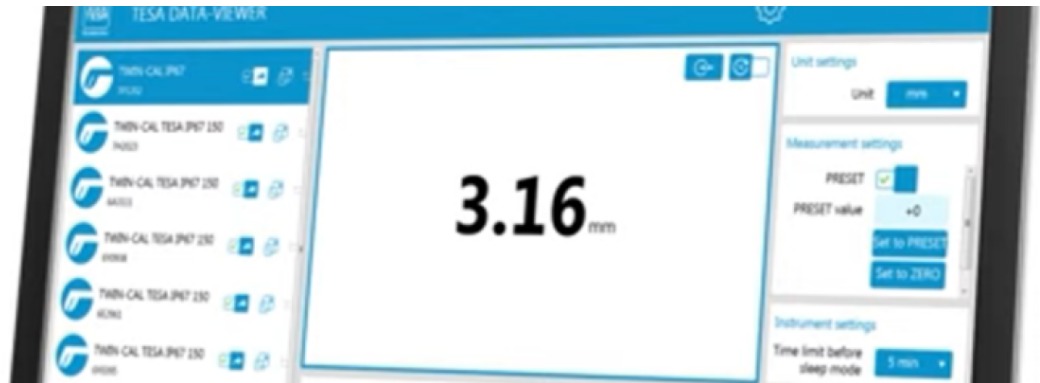 TESA
TESA DATA-VIEWER
TWIN-CAL IP67
TWIN-CAL TESA IP67 150
TWIN-CAL TESA IP67 150
TWIN-CAL TESA IP67 150
TWIN-CAL TESA IP67 150
TWIN-CAL TESA IP67 150
3.16 mm
Unit settings
Unit mm
Measurement settings
PRESET
PRESET value +0
Set to PRESET
Set to ZERO
Instrument settings
Time limit before
sleep mode 5 min